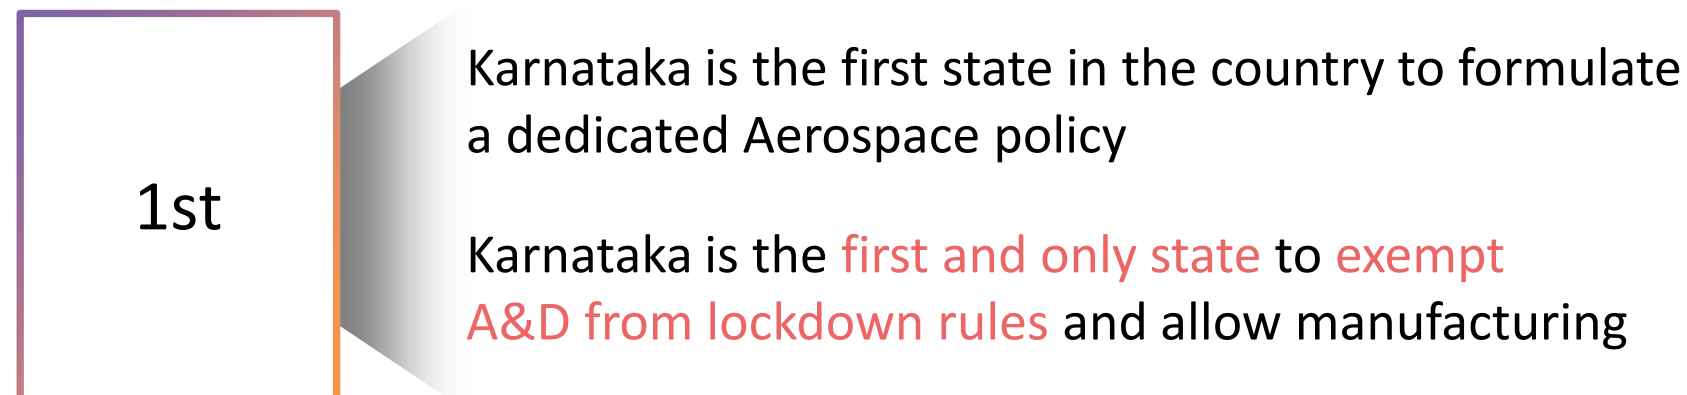 1st
Karnataka is the first state in the country to formulate
a dedicated Aerospace policy
Karnataka is the first and only state to exempt
A&D from lockdown rules and allow manufacturing